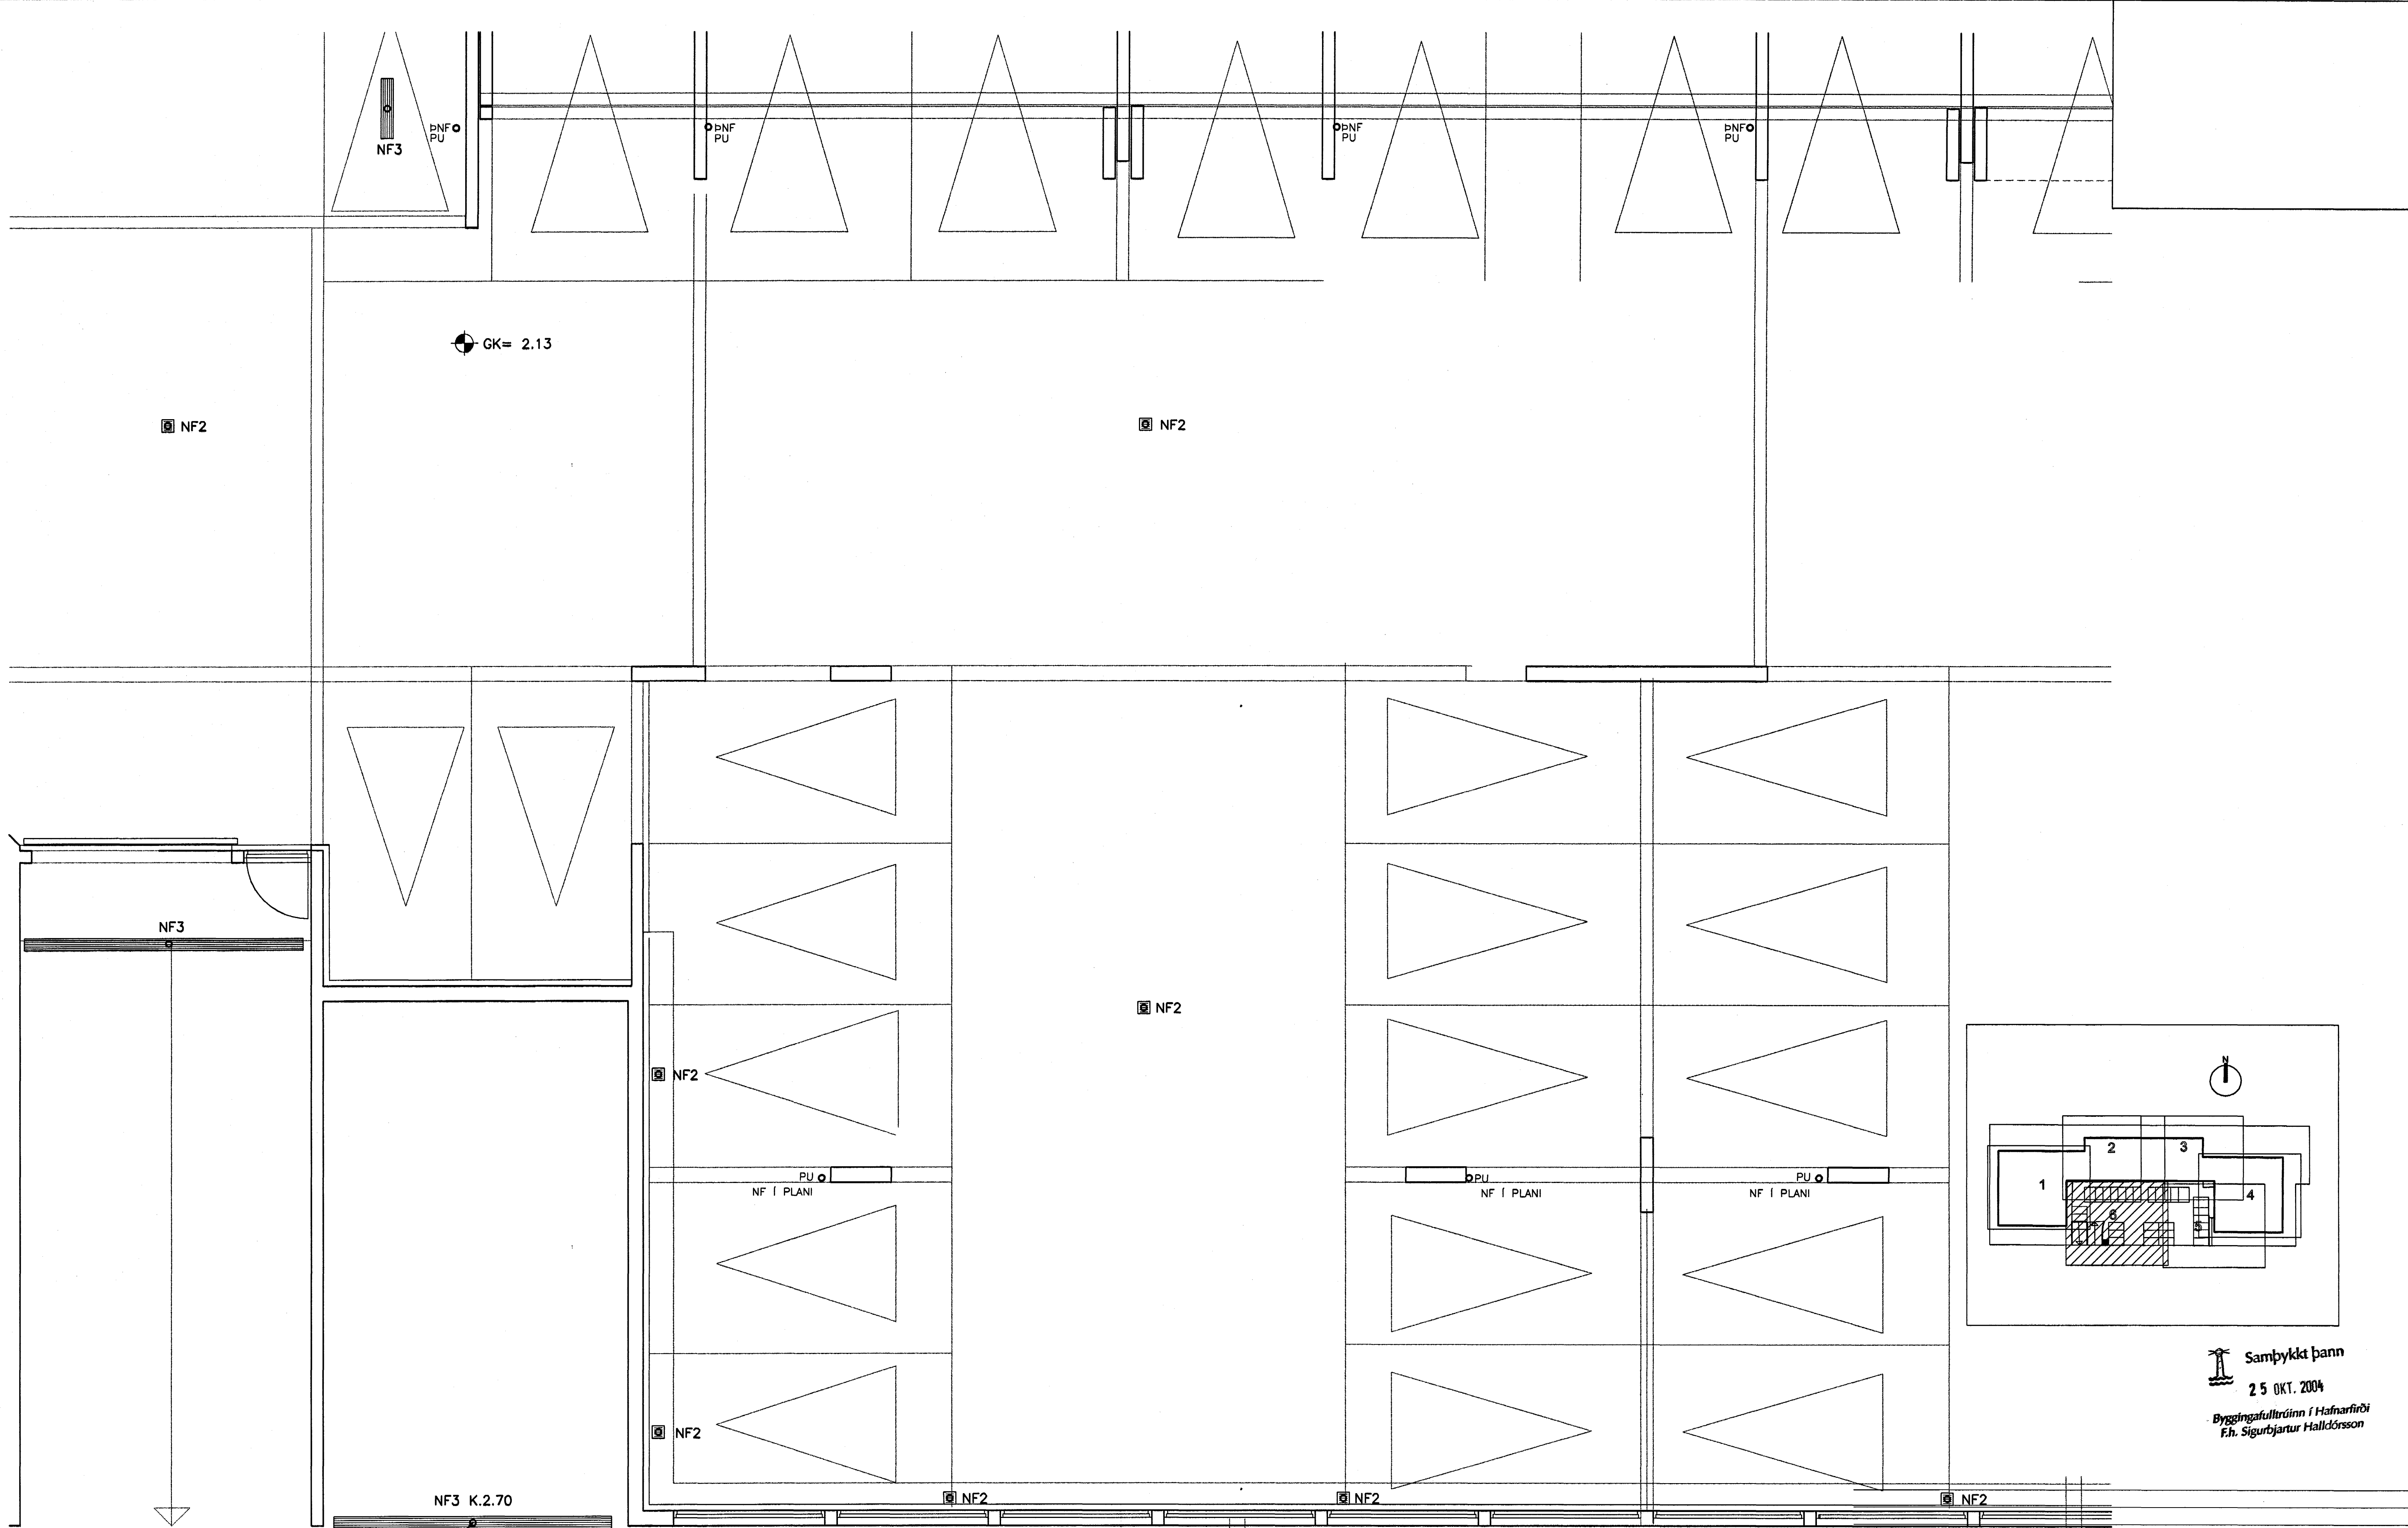 ÞNF
PU
NF3
ÞNF
PU
ÞNF
PU
ÞNF
PU
GK= 2.13
NF2
NF2
NF3
NF2
NF2
PU
NF Í PLANI
PU
NF Í PLANI
PU
NF Í PLANI
N
2
3
1
4
6
5
Samþykkt þann
25 OKT. 2004
Byggingafulltrúinn í Hafnarfirði
F.h. Sigurbjartur Halldórsson
NF2
NF3 K.2.70
NF2
NF2
NF2